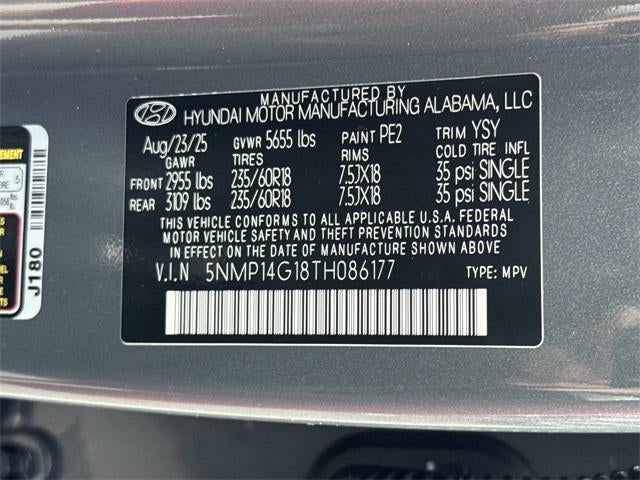 MANUFACTURED BY
HYUNDAI MOTOR MANUFACTURING ALABAMA, LLC
Aug/23/25 GVWR 5655 lbs PAINT PE2 TRIM YSY
GAWR TIRES RIMS COLD TIRE INFL
FRONT 2955 lbs 235/60R18 7.5JX18 35 psi SINGLE
REAR 3109 lbs 235/60R18 7.5JX18 35 psi SINGLE
THIS VEHICLE CONFORMS TO ALL APPLICABLE U.S.A. FEDERAL
MOTOR VEHICLE SAFETY AND THEFT PREVENTION STANDARDS
IN EFFECT ON THE DATE OF MANUFACTURE SHOWN ABOVE.
V.I.N 5NMP14G18TH086177 TYPE: MPV
J180